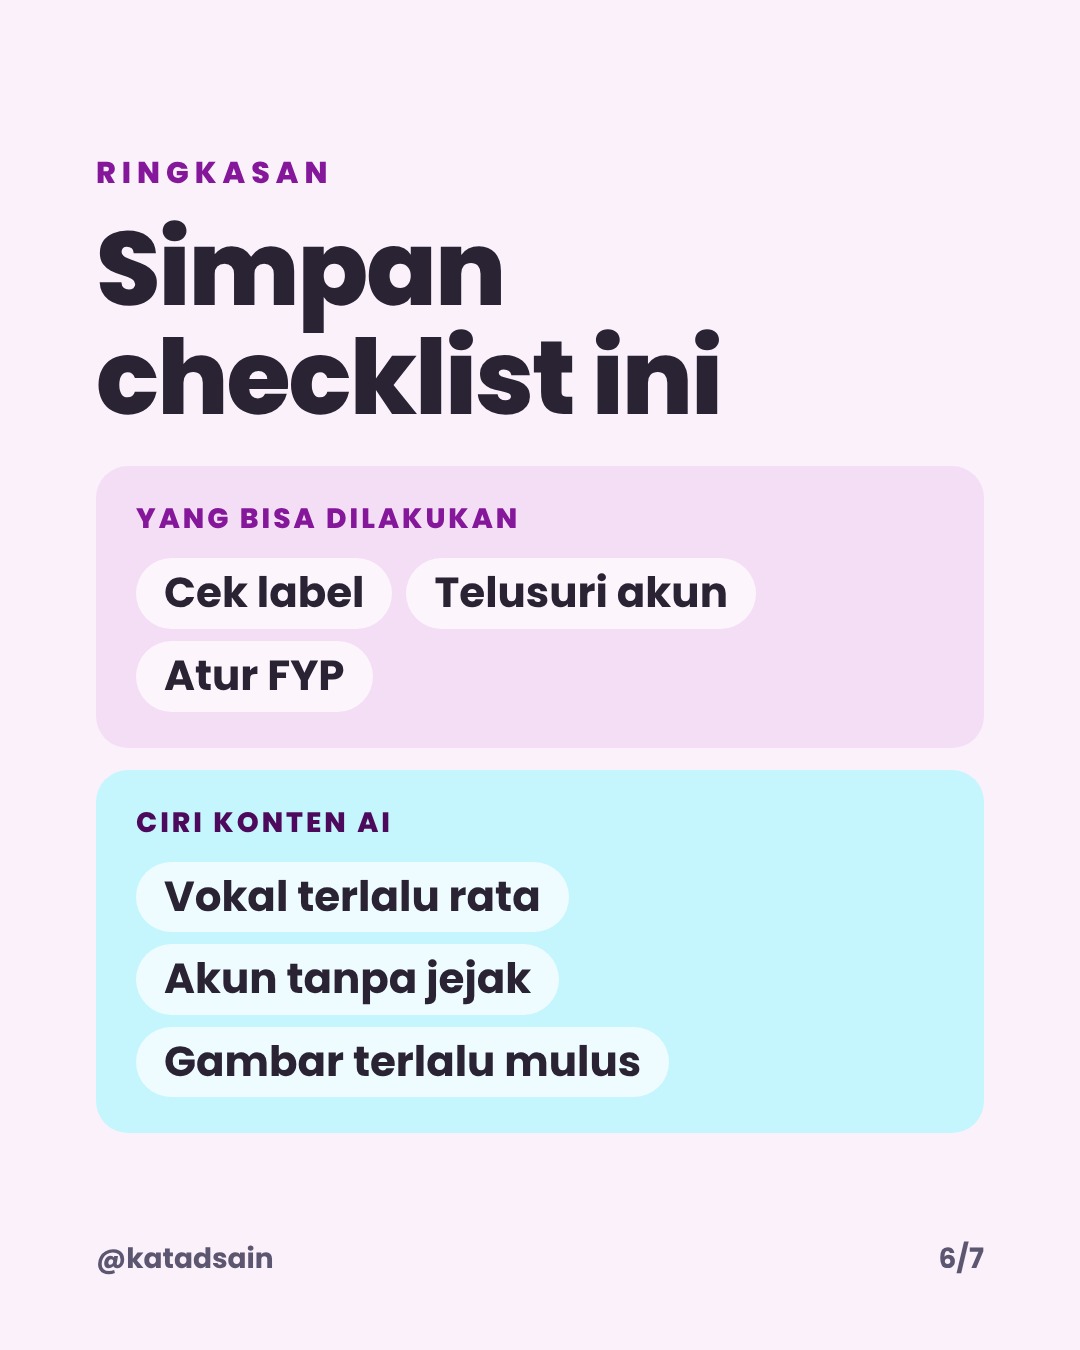 RINGKASAN
Simpan
checklist ini
YANG BISA DILAKUKAN
Cek label Telusuri akun
Atur FYP
CIRI KONTEN AI
Vokal terlalu rata
Akun tanpa jejak
Gambar terlalu mulus
@katadsain 6/7